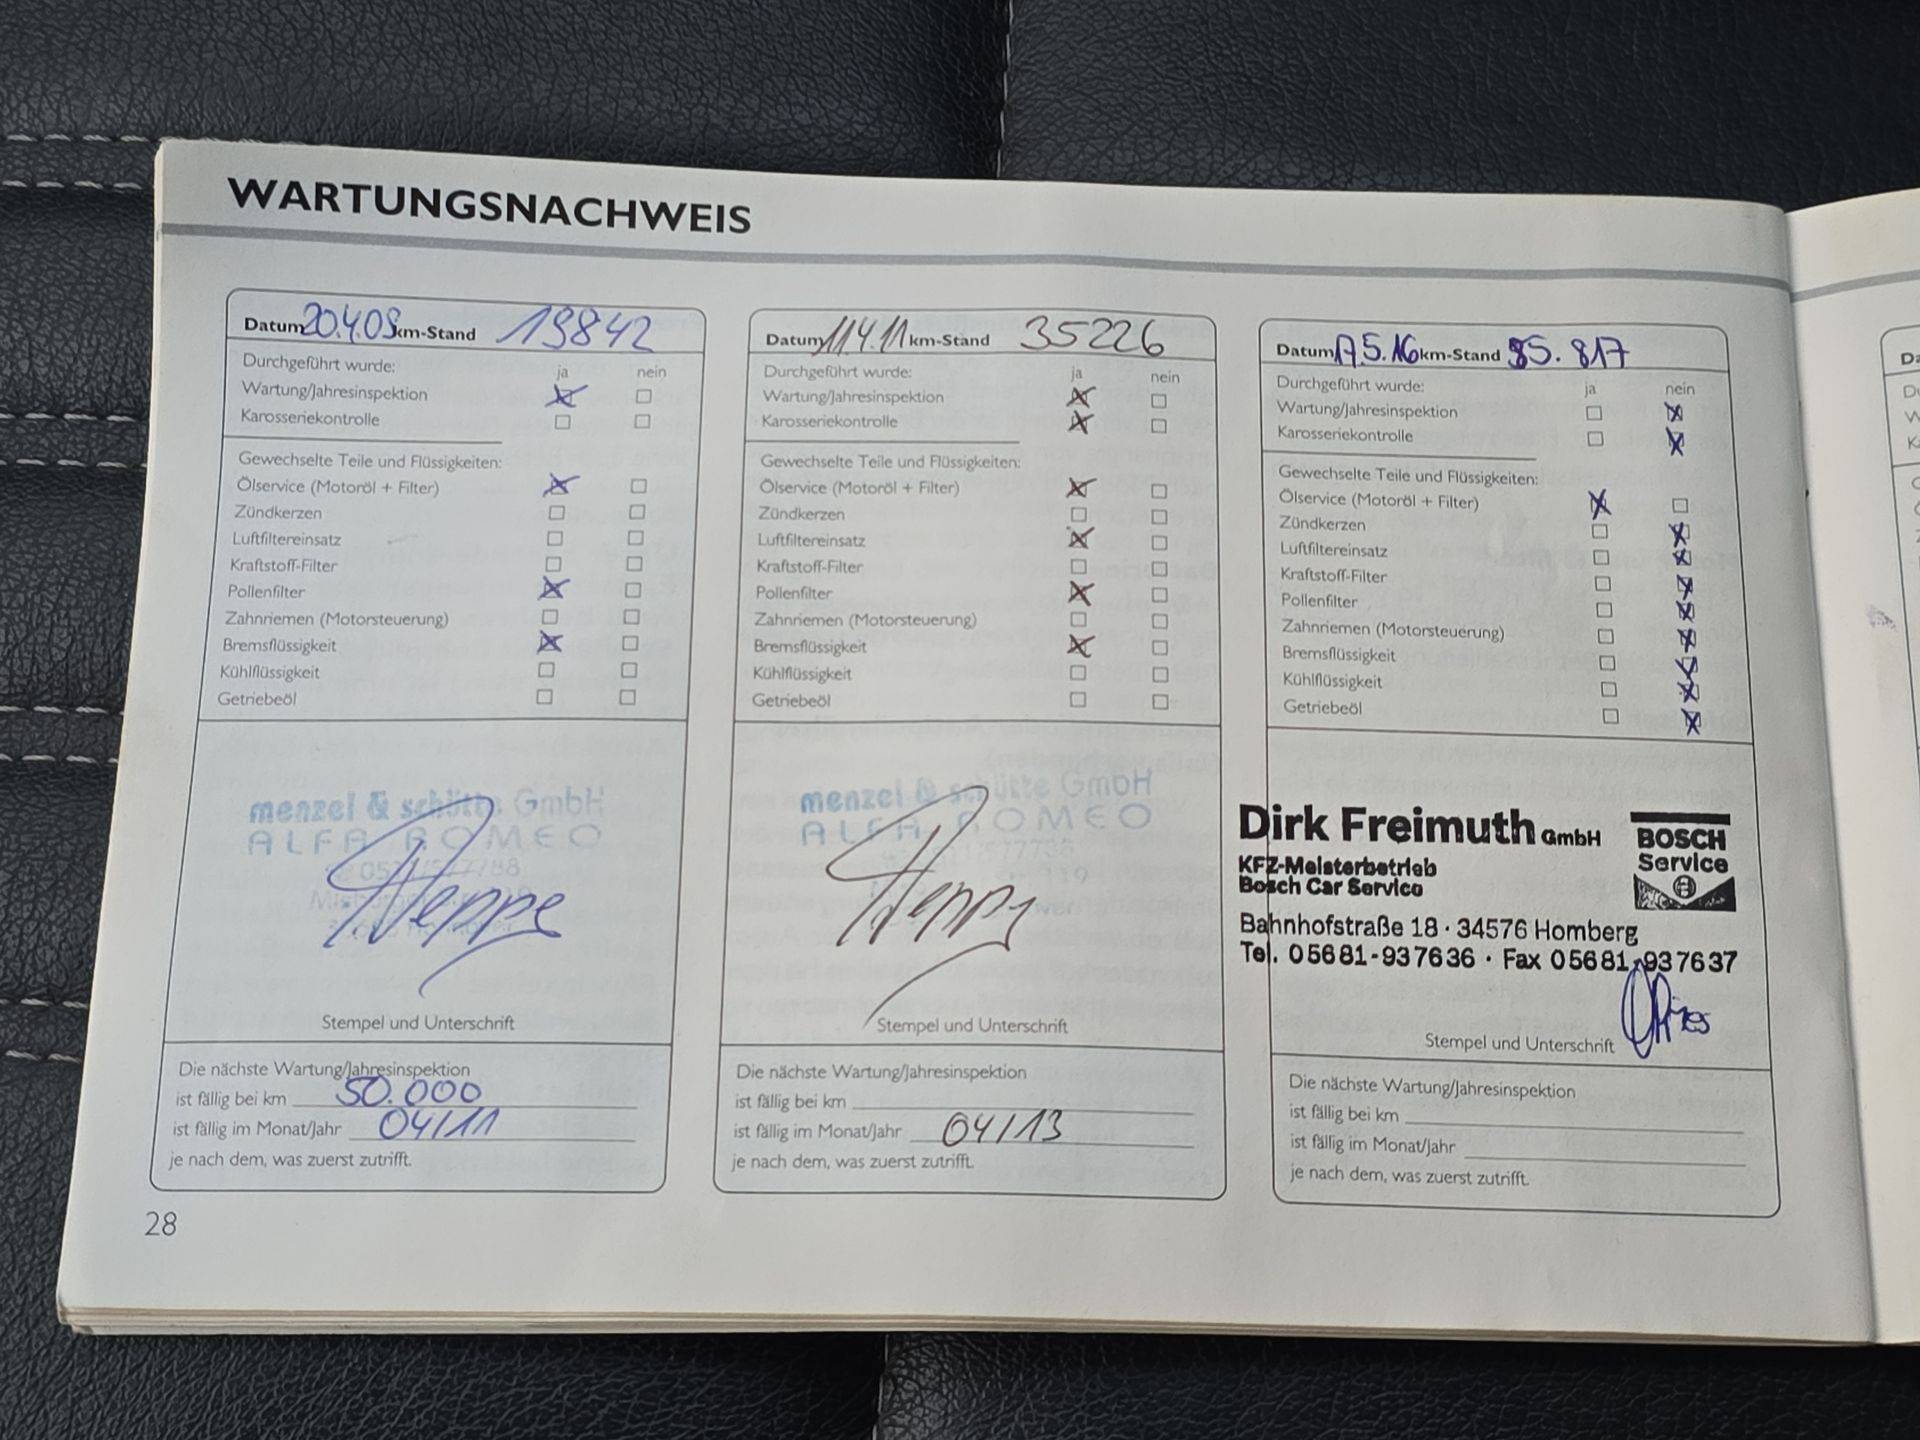 WARTUNGSNACHWEIS
Datum 20.4.09 km-Stand 19842
Durchgeführt wurde: ja nein
Wartung/Jahresinspektion
Karosseriekontrolle
Gewechselte Teile und Flüssigkeiten:
Ölservice (Motoröl + Filter)
Zündkerzen
Luftfiltereinsatz
Kraftstoff-Filter
Pollenfilter
Zahnriemen (Motorsteuerung)
Bremsflüssigkeit
Kühlflüssigkeit
Getriebeöl
menzel & schütte GmbH
ALFA ROMEO
Stempel und Unterschrift
Die nächste Wartung/Jahresinspektion
ist fällig bei km 50.000
ist fällig im Monat/Jahr 04/11
je nach dem, was zuerst zutrifft.
28
Datum 11.4.11 km-Stand 35226
Durchgeführt wurde: ja nein
Wartung/Jahresinspektion
Karosseriekontrolle
Gewechselte Teile und Flüssigkeiten:
Ölservice (Motoröl + Filter)
Zündkerzen
Luftfiltereinsatz
Kraftstoff-Filter
Pollenfilter
Zahnriemen (Motorsteuerung)
Bremsflüssigkeit
Kühlflüssigkeit
Getriebeöl
menzel & schütte GmbH
ALFA ROMEO
Stempel und Unterschrift
Die nächste Wartung/Jahresinspektion
ist fällig bei km
ist fällig im Monat/Jahr 04/13
je nach dem, was zuerst zutrifft.
Datum 17.5.16 km-Stand 85.817
Durchgeführt wurde: ja nein
Wartung/Jahresinspektion
Karosseriekontrolle
Gewechselte Teile und Flüssigkeiten:
Ölservice (Motoröl + Filter)
Zündkerzen
Luftfiltereinsatz
Kraftstoff-Filter
Pollenfilter
Zahnriemen (Motorsteuerung)
Bremsflüssigkeit
Kühlflüssigkeit
Getriebeöl
Dirk Freimuth GmbH
KFZ-Meisterbetrieb
Bosch Car Service
BOSCH
Service
Bahnhofstraße 18 · 34576 Homberg
Tel. 05681-937636 · Fax 05681-937637
Stempel und Unterschrift
Die nächste Wartung/Jahresinspektion
ist fällig bei km
ist fällig im Monat/Jahr
je nach dem, was zuerst zutrifft.